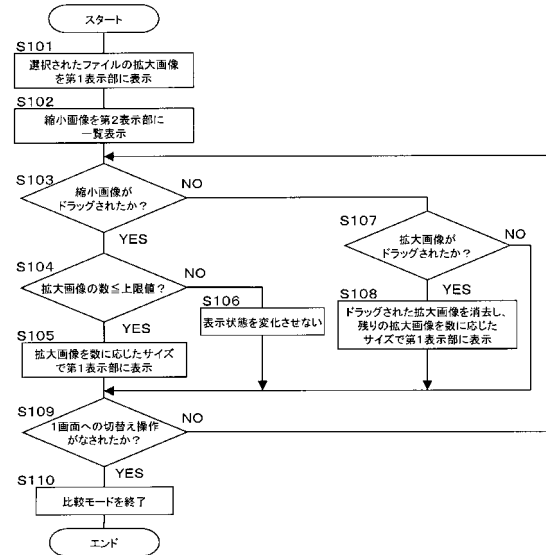 スタート
S101
選択されたファイルの拡大画像
を第1表示部に表示
S102
縮小画像を第2表示部に
一覧表示
S103
縮小画像が
ドラッグされたか?
NO
YES
S107
拡大画像が
ドラッグされたか?
NO
YES
S104
拡大画像の数≦上限値?
NO
YES
S106
表示状態を変化させない
S108
ドラッグされた拡大画像を消去し、
残りの拡大画像を数に応じた
サイズで第1表示部に表示
S105
拡大画像を数に応じたサイズ
で第1表示部に表示
S109
1画面への切替え操作
がなされたか?
NO
YES
S110
比較モードを終了
エンド